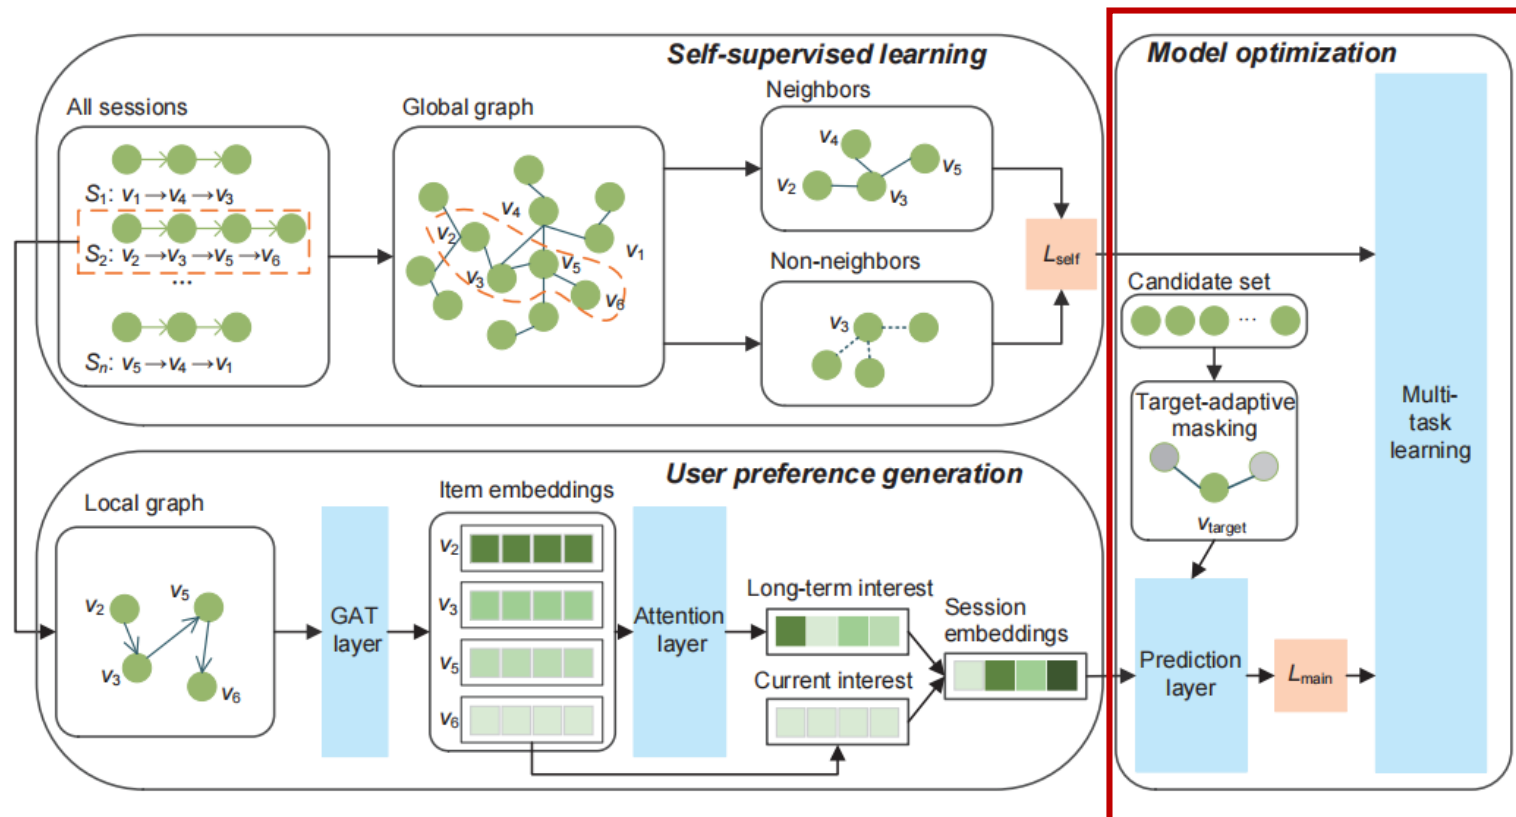 Self-supervised learning
All sessions
S1: v1→v4→v3
S2: v2→v3→v5→v6
...
Sn: v5→v4→v1
Global graph
v4
v2
v1
v3
v5
v6
Neighbors
v4
v5
v2
v3
Non-neighbors
v3
Lself
User preference generation
Local graph
v2
v5
v3
v6
GAT
layer
Item embeddings
v2
v3
v5
v6
Attention
layer
Long-term interest
Current interest
Session
embeddings
Model optimization
Candidate set
...
Target-adaptive
masking
vtarget
Prediction
layer
Lmain
Multi-
task
learning